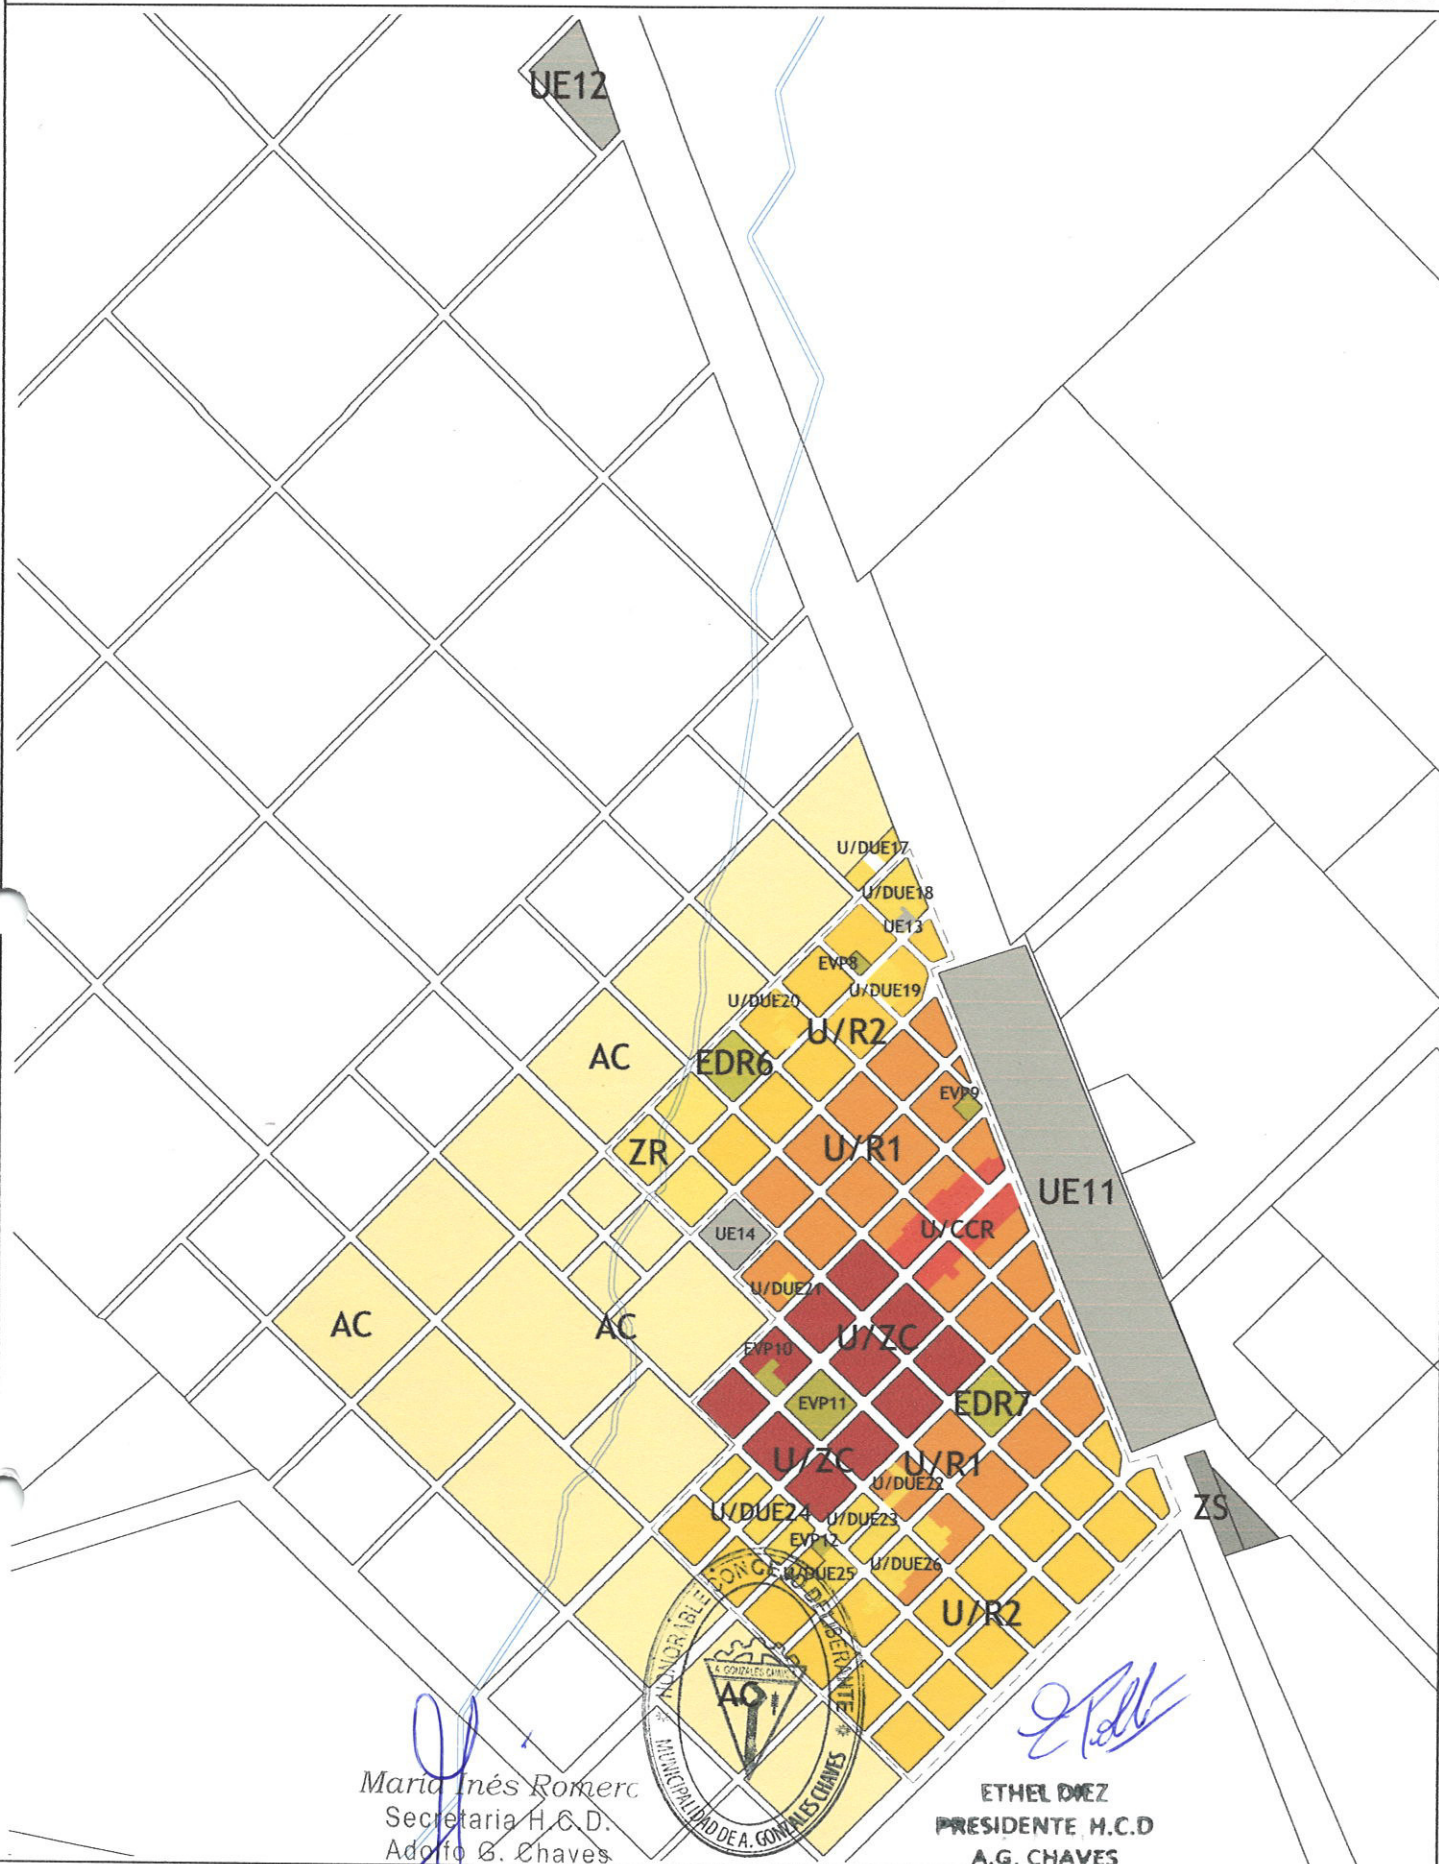 UE12
U/DUE17
U/DUE18
UE13
EVP8
U/DUE19
U/DUE20
U/R2
AC
EDR6
EVP9
ZR
U/R1
UE11
UE14
U/CCR
U/DUE21
AC
AC
U/ZC
EVP10
EVP11
EDR7
U/ZC
U/R1
U/DUE22
ZS
U/DUE24
U/DUE23
EVP12
U/DUE25
U/DUE26
U/R2
HONORABLE CONCEJO DELIBERANTE
A. GONZALES CHAVES
AC
MUNICIPALIDAD DE A. GONZALES CHAVES
María Inés Romero
Secretaria H.C.D.
Adolfo G. Chaves
ETHEL DIEZ
PRESIDENTE H.C.D
A.G. CHAVES